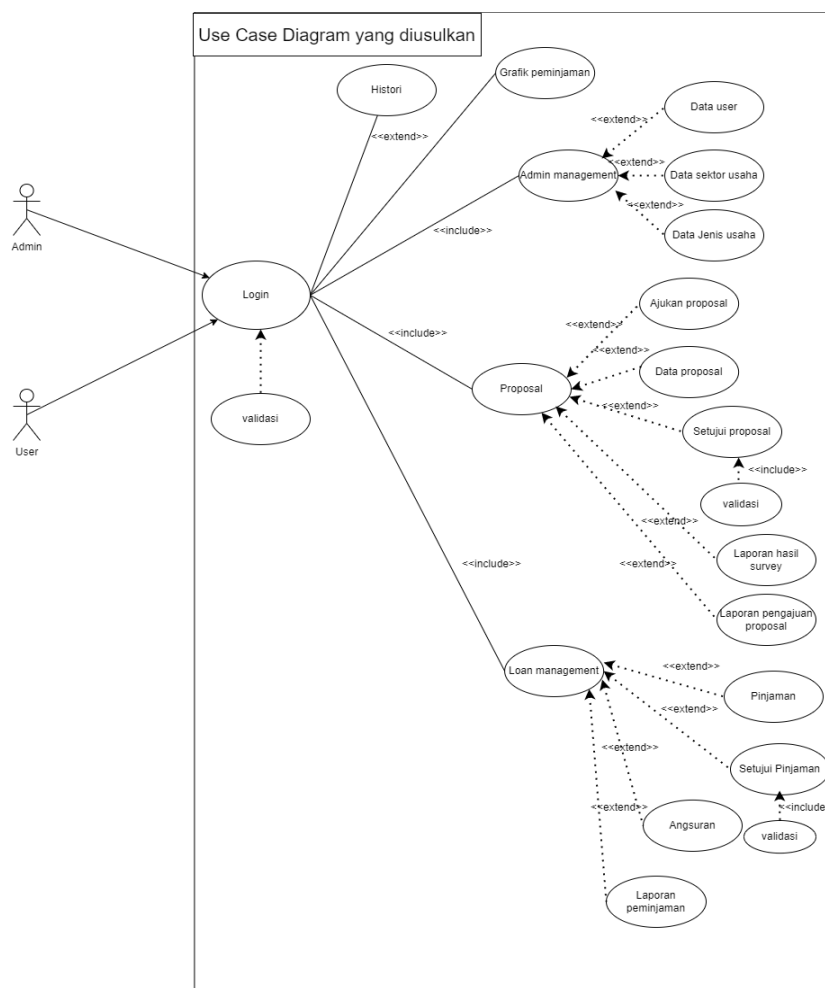 Use Case Diagram yang diusulkan
Histori
Grafik peminjaman
<<extend>>
Data user
<<extend>>
Admin management
<<extend>>
Data sektor usaha
<<extend>>
Data Jenis usaha
<<include>>
Admin
Login
User
validasi
<<include>>
Proposal
Ajukan proposal
<<extend>>
<<extend>>
Data proposal
<<extend>>
Setujui proposal
<<include>>
validasi
<<extend>>
Laporan hasil
survey
<<extend>>
Laporan pengajuan
proposal
<<include>>
Loan management
<<extend>>
Pinjaman
<<extend>>
Setujui Pinjaman
<<include
validasi
<<extend>>
Angsuran
<<extend>>
Laporan
peminjaman